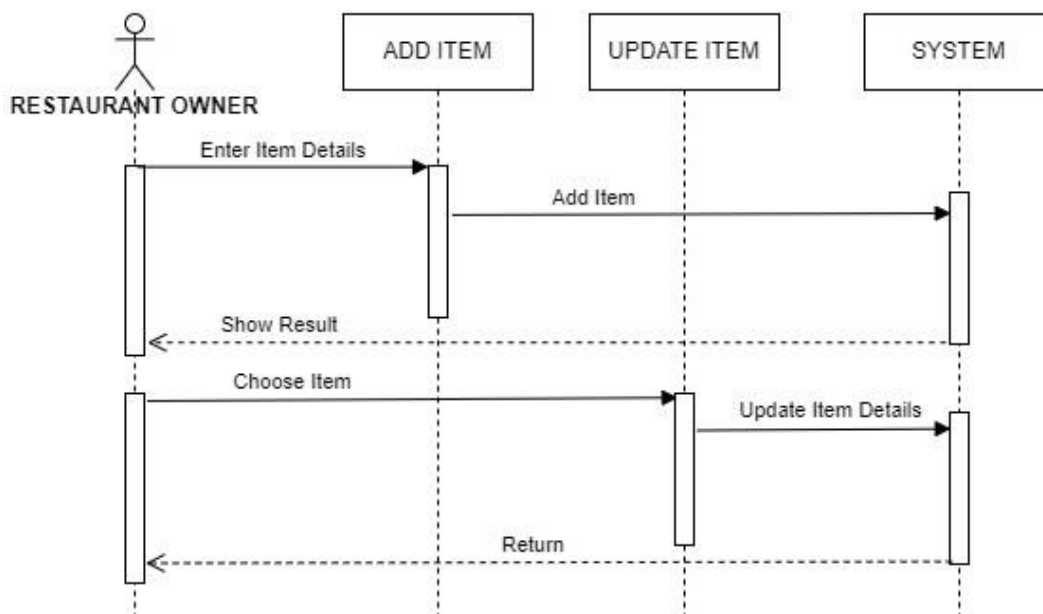 ADD ITEM
UPDATE ITEM
SYSTEM
RESTAURANT OWNER
Enter Item Details
Add Item
Show Result
Choose Item
Update Item Details
Return